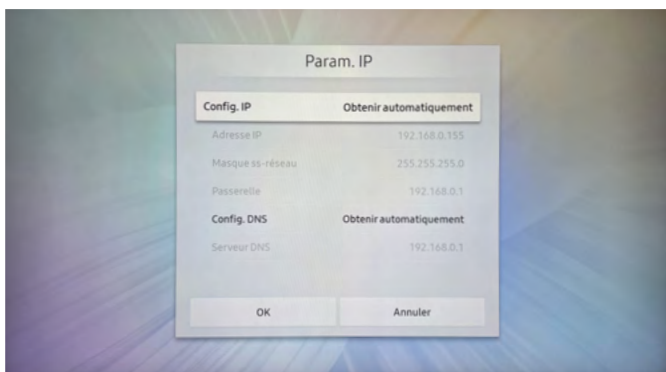 Param. IP
Config. IP Obtenir automatiquement
Adresse IP 192.168.0.155
Masque ss-réseau 255.255.255.0
Passerelle 192.168.0.1
Config. DNS Obtenir automatiquement
Serveur DNS 192.168.0.1
OK Annuler